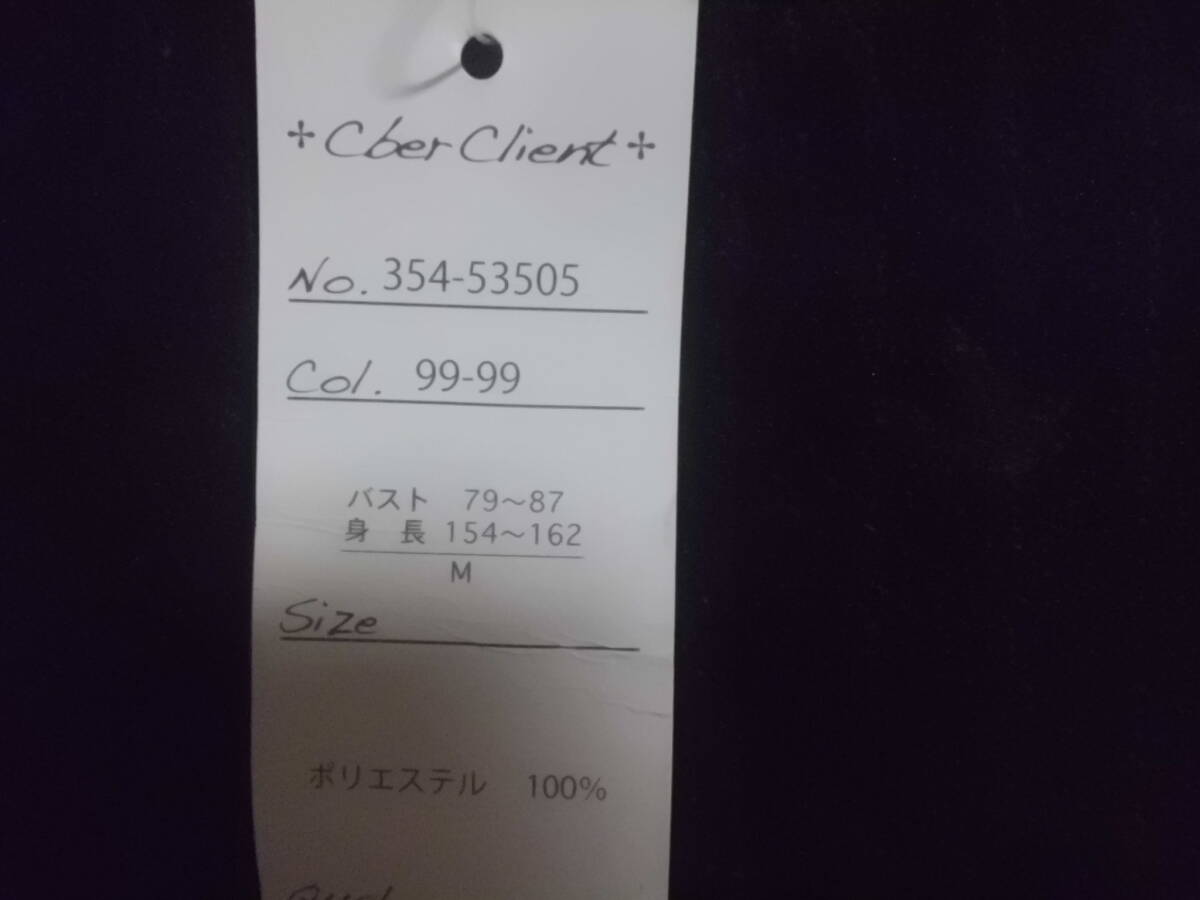 +Cber Client+
No. 354-53505
Col. 99-99
バスト 79～87
身 長 154～162
M
Size
ポリエステル 100%